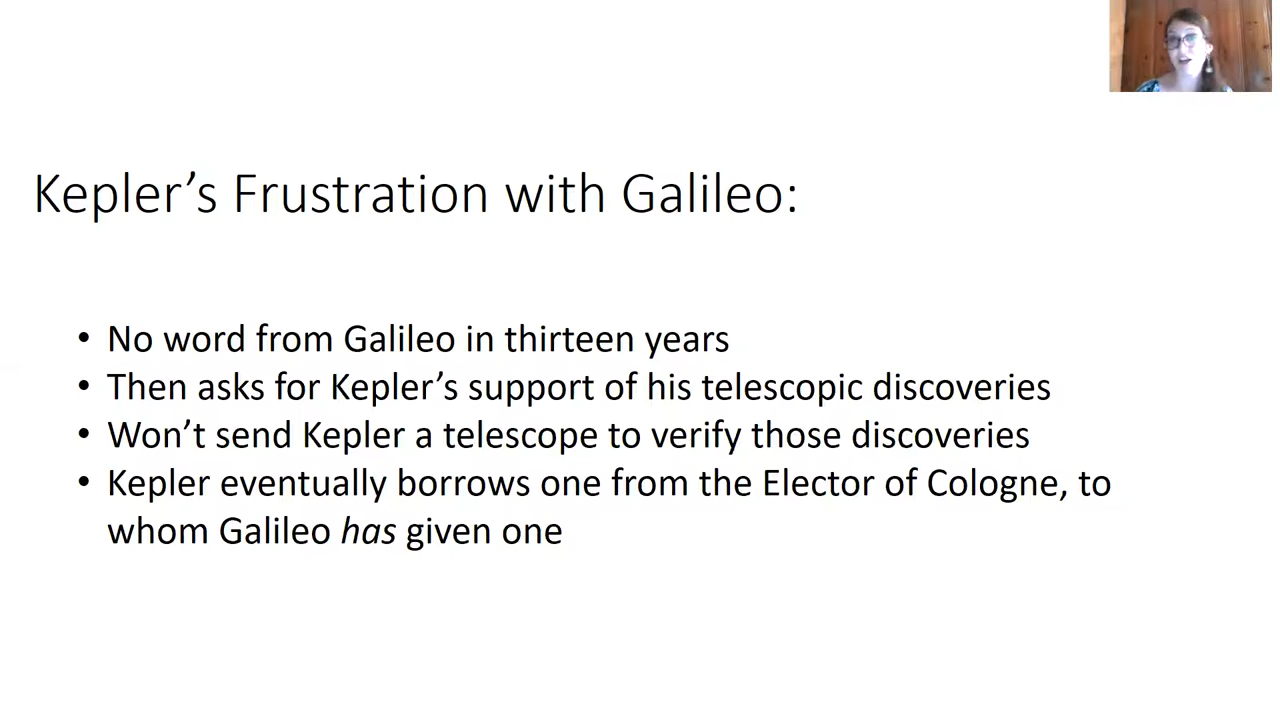 Kepler’s Frustration with Galileo:
• No word from Galileo in thirteen years
• Then asks for Kepler’s support of his telescopic discoveries
• Won’t send Kepler a telescope to verify those discoveries
• Kepler eventually borrows one from the Elector of Cologne, to
whom Galileo has given one